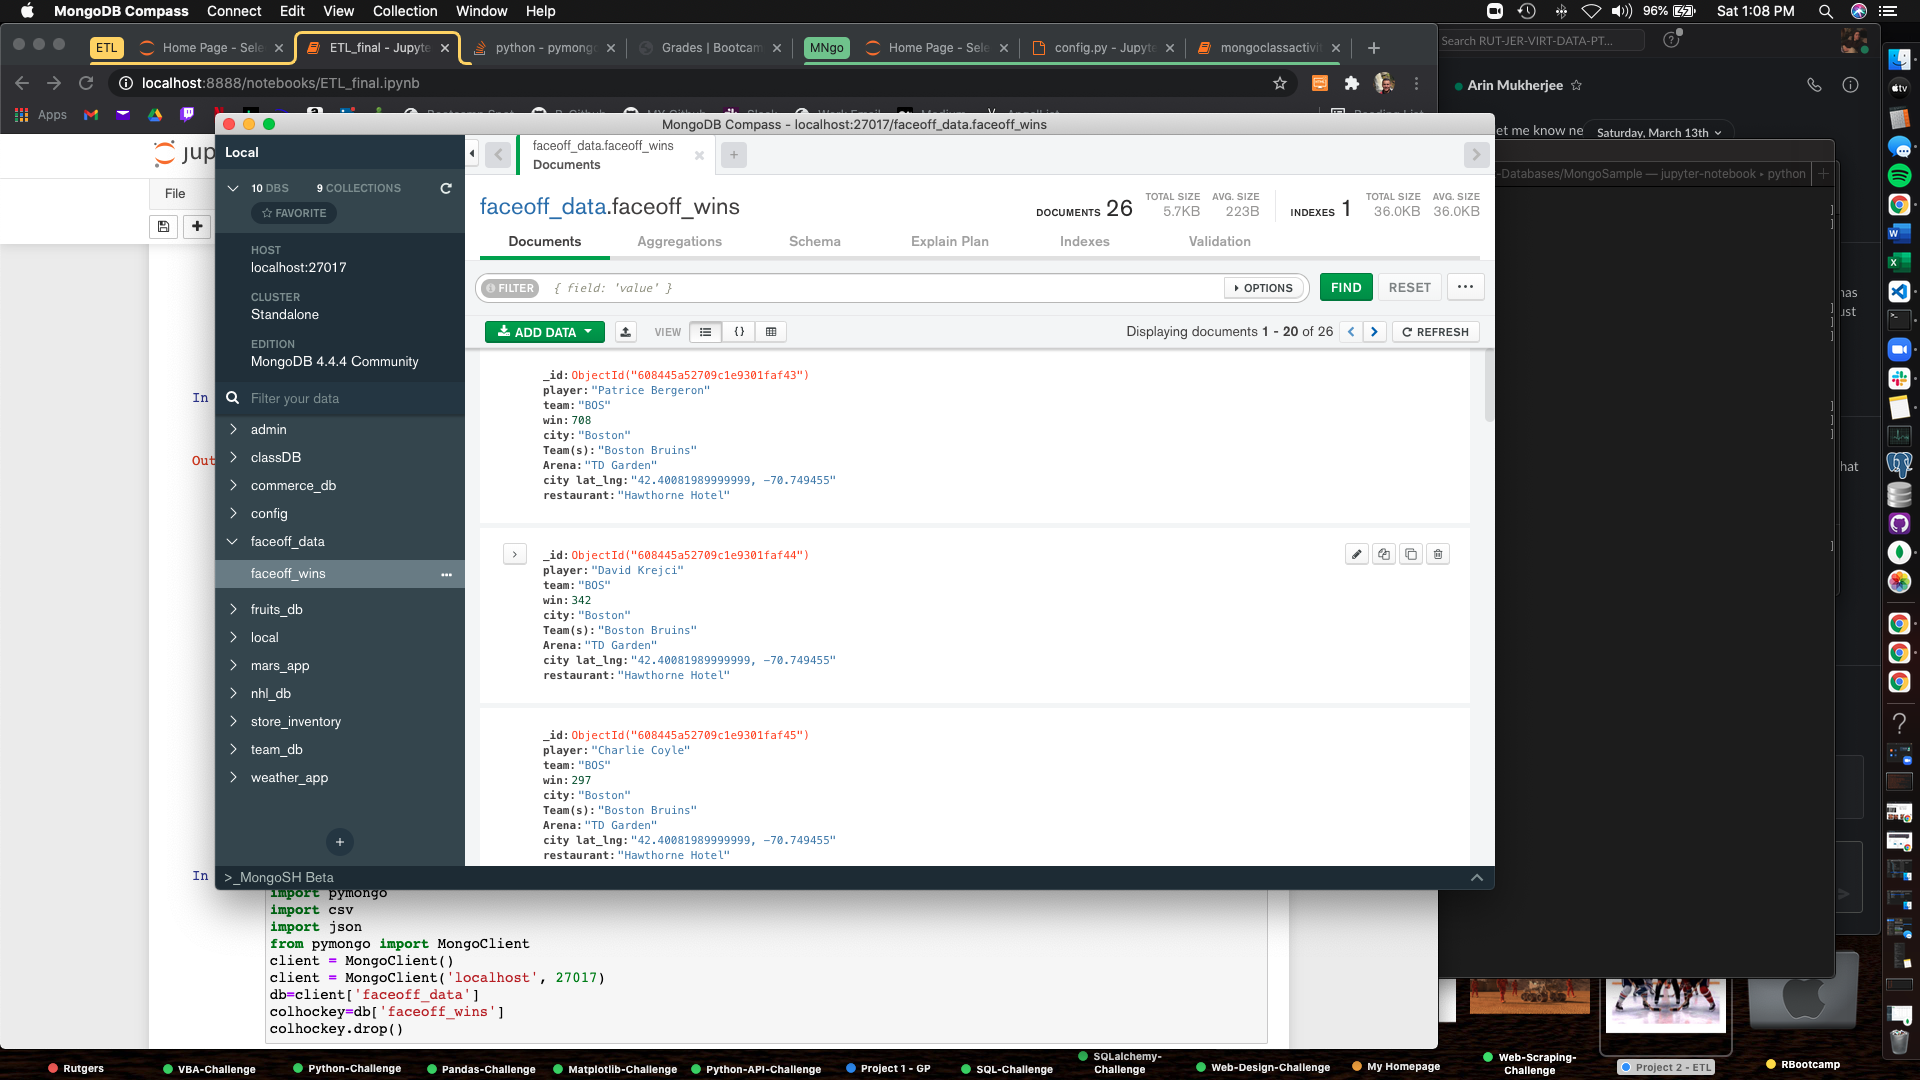 MongoDB Compass Connect Edit View Collection Window Help
96% Sat 1:08 PM
ETL Home Page - Sele ETL_final - Jupyte python - pymong Grades | Bootcam MNgo Home Page - Sele config.py - Jupyte mongoclassactivit
localhost:8888/notebooks/ETL_final.ipynb
Apps
Search RUT-JER-VIRT-DATA-PT...
Arin Mukherjee
et me know ne
Saturday, March 13th
-Databases/MongoSample — jupyter-notebook • python
has
ust
hat
jup
File
In
Out
MongoDB Compass - localhost:27017/faceoff_data.faceoff_wins
Local
10 DBS 9 COLLECTIONS
FAVORITE
HOST
localhost:27017
CLUSTER
Standalone
EDITION
MongoDB 4.4.4 Community
Filter your data
admin
classDB
commerce_db
config
faceoff_data
faceoff_wins
fruits_db
local
mars_app
nhl_db
store_inventory
team_db
weather_app
>_MongoSH Beta
faceoff_data.faceoff_wins
Documents
faceoff_data.faceoff_wins
DOCUMENTS 26 TOTAL SIZE 5.7KB AVG. SIZE 223B INDEXES 1 TOTAL SIZE 36.0KB AVG. SIZE 36.0KB
Documents Aggregations Schema Explain Plan Indexes Validation
FILTER { field: 'value' } OPTIONS FIND RESET
ADD DATA VIEW Displaying documents 1 - 20 of 26 REFRESH
_id:ObjectId("608445a52709c1e9301faf43")
player:"Patrice Bergeron"
team:"BOS"
win:708
city:"Boston"
Team(s):"Boston Bruins"
Arena:"TD Garden"
city lat_lng:"42.40081989999999, -70.749455"
restaurant:"Hawthorne Hotel"
_id:ObjectId("608445a52709c1e9301faf44")
player:"David Krejci"
team:"BOS"
win:342
city:"Boston"
Team(s):"Boston Bruins"
Arena:"TD Garden"
city lat_lng:"42.40081989999999, -70.749455"
restaurant:"Hawthorne Hotel"
_id:ObjectId("608445a52709c1e9301faf45")
player:"Charlie Coyle"
team:"BOS"
win:297
city:"Boston"
Team(s):"Boston Bruins"
Arena:"TD Garden"
city lat_lng:"42.40081989999999, -70.749455"
restaurant:"Hawthorne Hotel"
In
import pymongo
import csv
import json
from pymongo import MongoClient
client = MongoClient()
client = MongoClient('localhost', 27017)
db=client['faceoff_data']
colhockey=db['faceoff_wins']
colhockey.drop()
Rutgers
VBA-Challenge
Python-Challenge
Pandas-Challenge
Matplotlib-Challenge
Python-API-Challenge
Project 1 - GP
SQL-Challenge
SQLalchemy-
Challenge
Web-Design-Challenge
My Homepage
Web-Scraping-
Challenge
Project 2 - ETL
RBootcamp